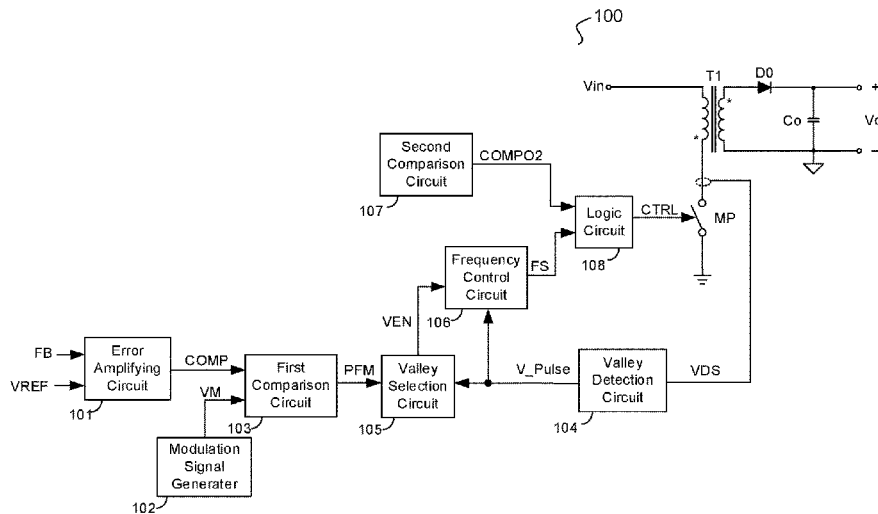 100
T1
D0
Vin
+
*
*
Co
Vo
−
Second
Comparison
Circuit
COMPO2
107
Logic
Circuit
CTRL
MP
108
Frequency
Control
Circuit
FS
106
VEN
FB
Error
Amplifying
Circuit
COMP
VREF
101
VM
First
Comparison
Circuit
PFM
103
Valley
Selection
Circuit
105
V_Pulse
Valley
Detection
Circuit
VDS
104
Modulation
Signal
Generater
102